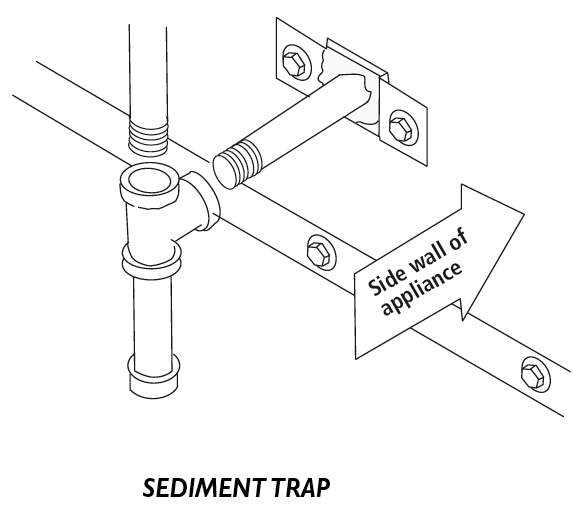 Side wall of
appliance
SEDIMENT TRAP